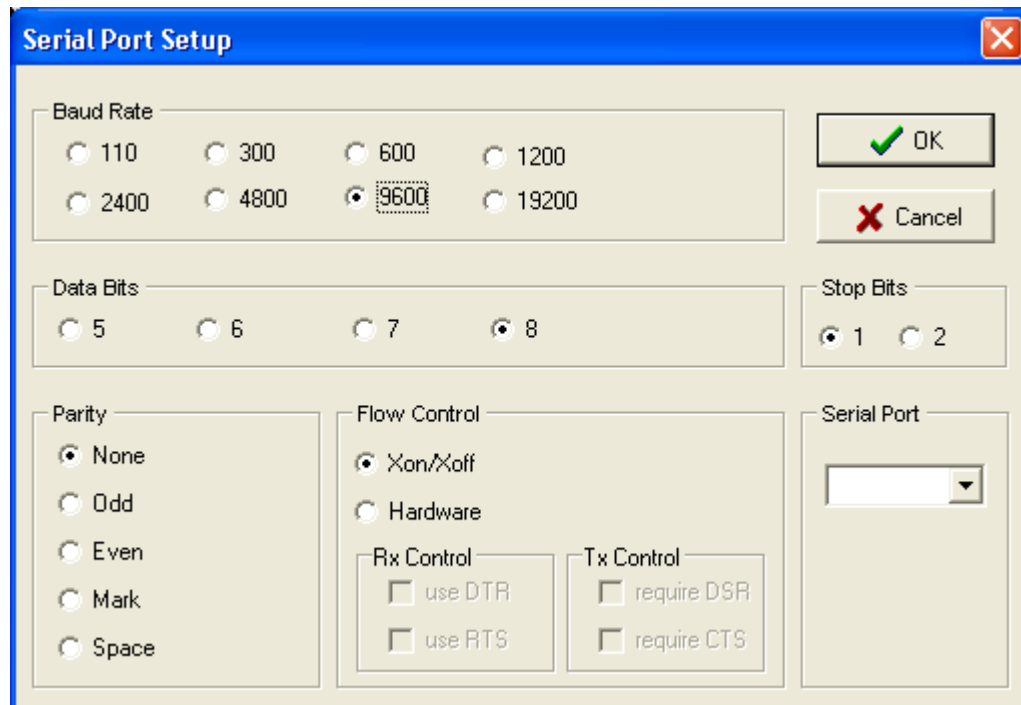 Serial Port Setup
Baud Rate
110 300 600 1200
2400 4800 9600 19200
OK
Cancel
Data Bits
5 6 7 8
Stop Bits
1 2
Parity
None
Odd
Even
Mark
Space
Flow Control
Xon/Xoff
Hardware
Rx Control
use DTR
use RTS
Tx Control
require DSR
require CTS
Serial Port